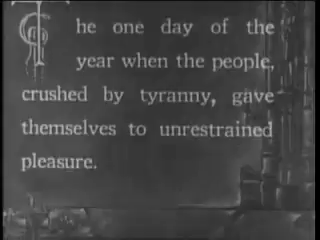 The one day of the
year when the people,
crushed by tyranny, gave
themselves to unrestrained
pleasure.